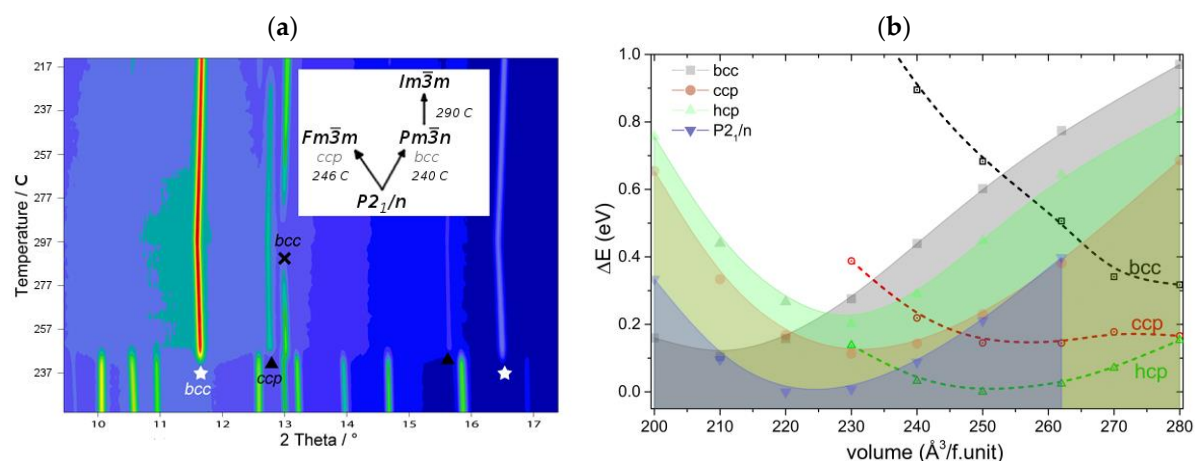 (a)
217
237
257
277
297
277
257
237
Temperature / C
Im3̅m
290 C
Fm3̅m
Pm3̅n
ccp
bcc
246 C
240 C
P2₁/n
bcc
bcc
ccp
10
11
12
13
14
15
16
17
2 Theta / °
(b)
1.0
0.8
0.6
0.4
0.2
0.0
ΔE (eV)
bcc
ccp
hcp
P2₁/n
bcc
ccp
hcp
200
210
220
230
240
250
260
270
280
volume (Å³/f.unit)